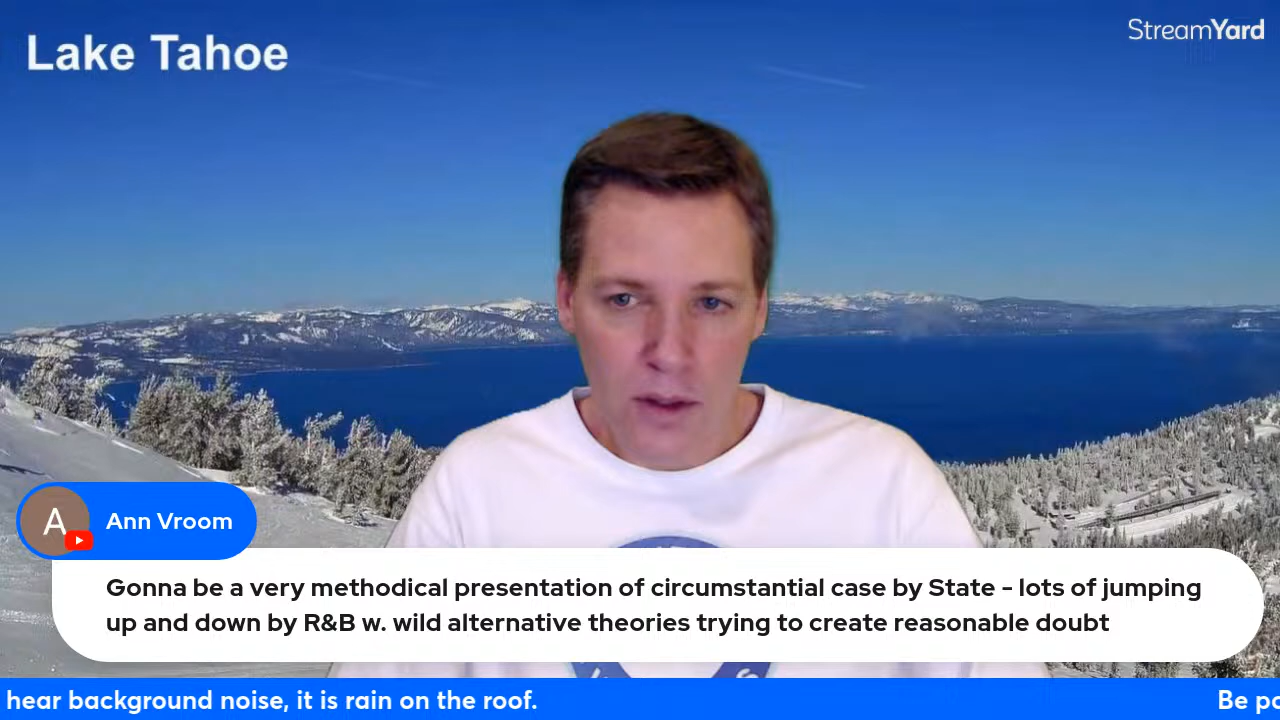 Lake Tahoe
StreamYard
Ann Vroom
Gonna be a very methodical presentation of circumstantial case by State - lots of jumping
up and down by R&B w. wild alternative theories trying to create reasonable doubt
hear background noise, it is rain on the roof.
Be